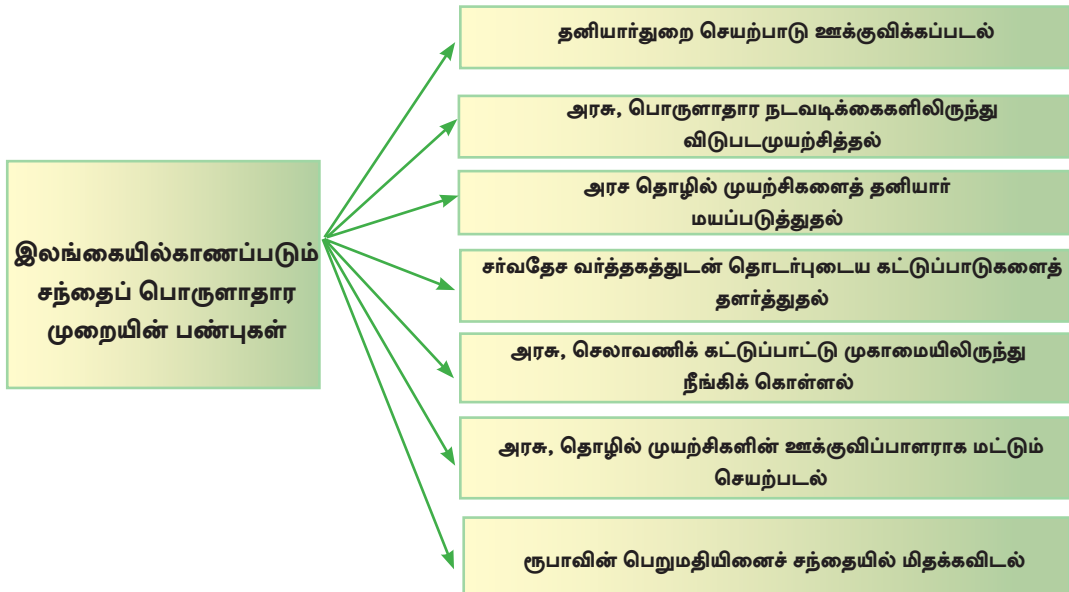 இலங்கையில்காணப்படும்
சந்தைப் பொருளாதார
முறையின் பண்புகள்
தனியார்துறை செயற்பாடு ஊக்குவிக்கப்படல்
அரசு, பொருளாதார நடவடிக்கைகளிலிருந்து
விடுபடமுயற்சித்தல்
அரச தொழில் முயற்சிகளைத் தனியார்
மயப்படுத்துதல்
சர்வதேச வர்த்தகத்துடன் தொடர்புடைய கட்டுப்பாடுகளைத்
தளர்த்துதல்
அரசு, செலாவணிக் கட்டுப்பாட்டு முகாமையிலிருந்து
நீங்கிக் கொள்ளல்
அரசு, தொழில் முயற்சிகளின் ஊக்குவிப்பாளராக மட்டும்
செயற்படல்
ரூபாவின் பெறுமதியினைச் சந்தையில் மிதக்கவிடல்